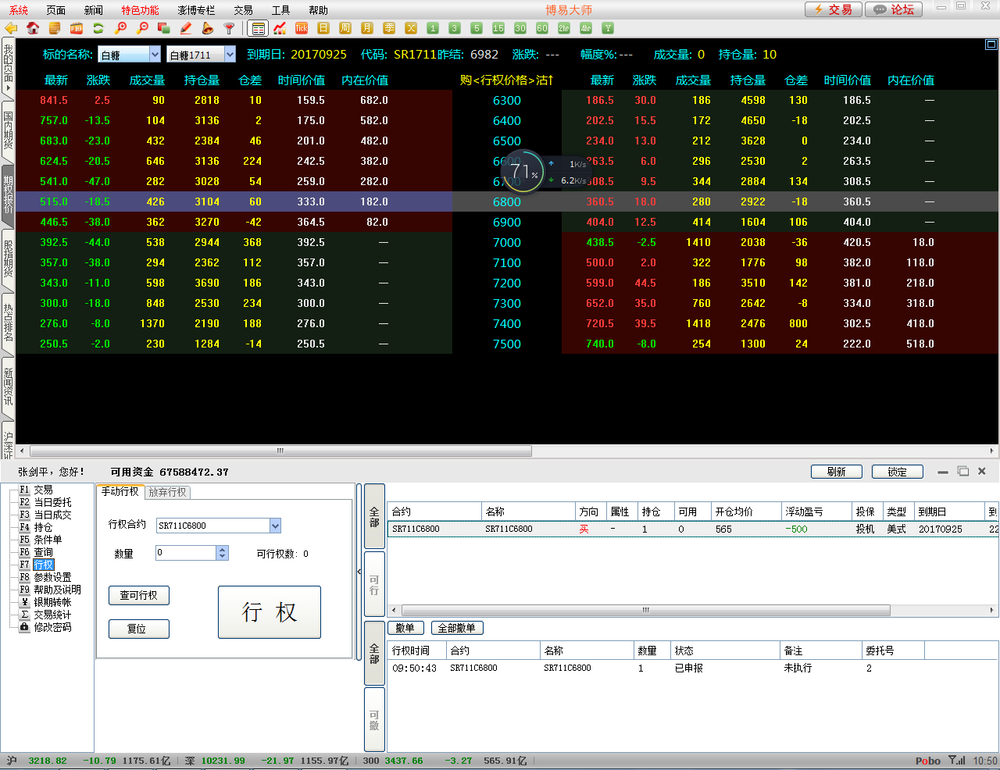 系统 页面 新闻 特色功能 澎博专栏 交易 工具 帮助 博易大师 交易 论坛
Tick 日 周 月 季 X 1 3 5 15 30 60 2hr 4hr Y
我的页面
国内期货
期权报价
股指期货
热点排名
新闻资讯
沪深证
标的名称: 白糖 白糖1711 到期日: 20170925 代码: SR1711 昨结: 6982 涨跌: --- 幅度%: --- 成交量: 0 持仓量: 10
最新 涨跌 成交量 持仓量 仓差 时间价值 内在价值 购<行权价格>沽↑ 最新 涨跌 成交量 持仓量 仓差 时间价值 内在价值
841.5 2.5 90 2818 10 159.5 682.0 6300 186.5 30.0 186 4598 130 186.5 —
757.0 -13.5 104 3136 2 175.0 582.0 6400 202.5 15.5 172 4650 -18 202.5 —
683.0 -23.0 432 2384 46 201.0 482.0 6500 234.0 13.0 212 3628 0 234.0 —
624.5 -20.5 646 3136 224 242.5 382.0 6600 263.5 6.0 296 2530 2 263.5 —
541.0 -47.0 282 3028 54 259.0 282.0 6700 308.5 9.5 344 2884 134 308.5 —
71% 1K/s 6.2K/s
515.0 -18.5 426 3104 60 333.0 182.0 6800 360.5 18.0 280 2922 -18 360.5 —
446.5 -38.0 362 3270 -42 364.5 82.0 6900 404.0 12.5 414 1604 106 404.0 —
392.5 -44.0 538 2944 368 392.5 — 7000 438.5 -2.5 1410 2038 -36 420.5 18.0
357.0 -38.0 294 2362 112 357.0 — 7100 500.0 2.0 322 1776 98 382.0 118.0
343.0 -11.0 598 3690 186 343.0 — 7200 599.0 44.5 186 3510 142 381.0 218.0
300.0 -18.0 848 2530 234 300.0 — 7300 652.0 35.0 760 2642 -8 334.0 318.0
276.0 -8.0 1370 2190 188 276.0 — 7400 720.5 39.5 1418 2476 800 302.5 418.0
250.5 -2.0 230 1284 -14 250.5 — 7500 740.0 -8.0 254 1300 24 222.0 518.0
张剑平, 您好! 可用资金 67588472.37 刷新 锁定
F1 交易
F2 当日委托
F3 当日成交
F4 持仓
F5 条件单
F6 查询
F7 行权
F8 参数设置
F9 帮助及说明
¥ 银期转帐
Σ 交易统计
修改密码
手动行权 放弃行权
行权合约 SR711C6800
数量 0 可行权数: 0
查可行权
复位
行 权
全部
可行
全部
可撤
合约 名称 方向 属性 持仓 可用 开仓均价 浮动盈亏 投保 类型 到期日 到
SR711C6800 SR711C6800 买 - 1 0 565 -500 投机 美式 20170925 22
撤单 全部撤单
行权时间 合约 名称 数量 状态 备注 委托号
09:50:43 SR711C6800 SR711C6800 1 已申报 未执行 2
沪 3218.82 -10.79 1175.61亿 深 10231.99 -21.97 1155.97亿 300 3437.66 -3.27 565.91亿 Pobo 10:50